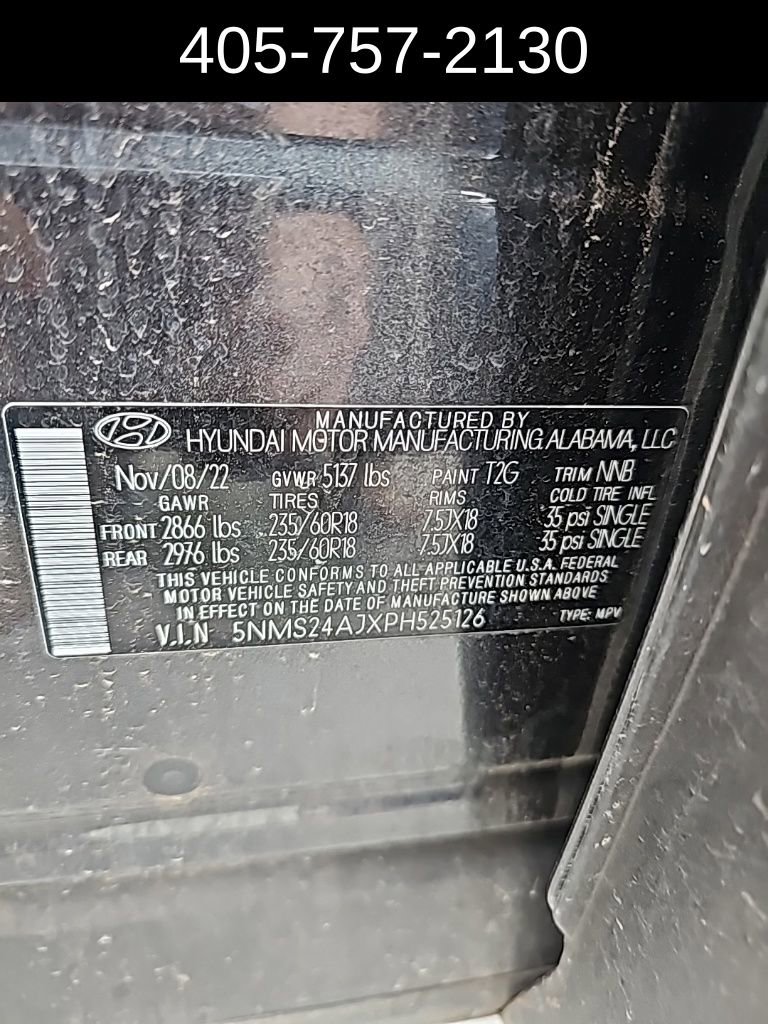 405-757-2130
MANUFACTURED BY
HYUNDAI MOTOR MANUFACTURING ALABAMA, LLC
Nov/08/22 GVWR 5137 lbs PAINT T2G TRIM NNB
GAWR TIRES RIMS COLD TIRE INFL
FRONT 2866 lbs 235/60R18 7.5JX18 35 psi SINGLE
REAR 2976 lbs 235/60R18 7.5JX18 35 psi SINGLE
THIS VEHICLE CONFORMS TO ALL APPLICABLE U.S.A. FEDERAL
MOTOR VEHICLE SAFETY AND THEFT PREVENTION STANDARDS
IN EFFECT ON THE DATE OF MANUFACTURE SHOWN ABOVE
V.I.N 5NMS24AJXPH525126 TYPE: MPV